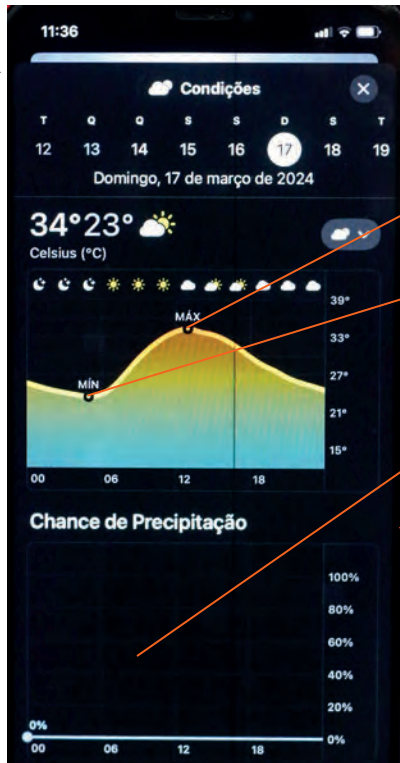 11:36
Condições
T Q Q S S D S T
12 13 14 15 16 17 18 19
Domingo, 17 de março de 2024
34°23°
Celsius (°C)
39°
MÁX
33°
27°
MÍN
21°
15°
00 06 12 18
Chance de Precipitação
100%
80%
60%
40%
20%
0%
0%
00 06 12 18